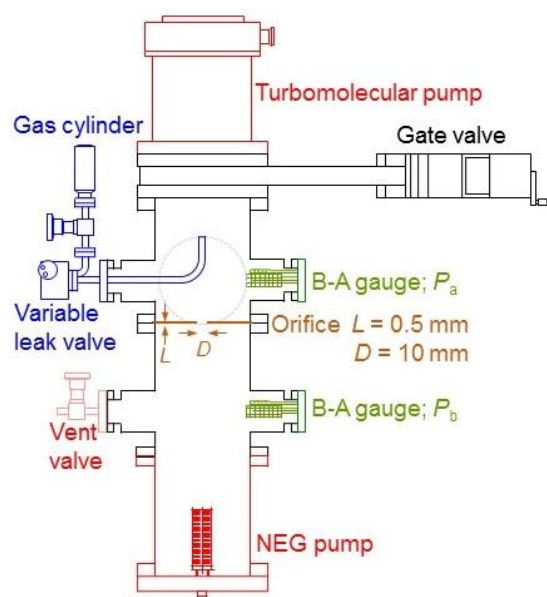 Turbomolecular pump
Gas cylinder
Gate valve
B-A gauge; Pa
Variable
leak valve
Orifice L = 0.5 mm
D = 10 mm
L
D
B-A gauge; Pb
Vent
valve
NEG pump